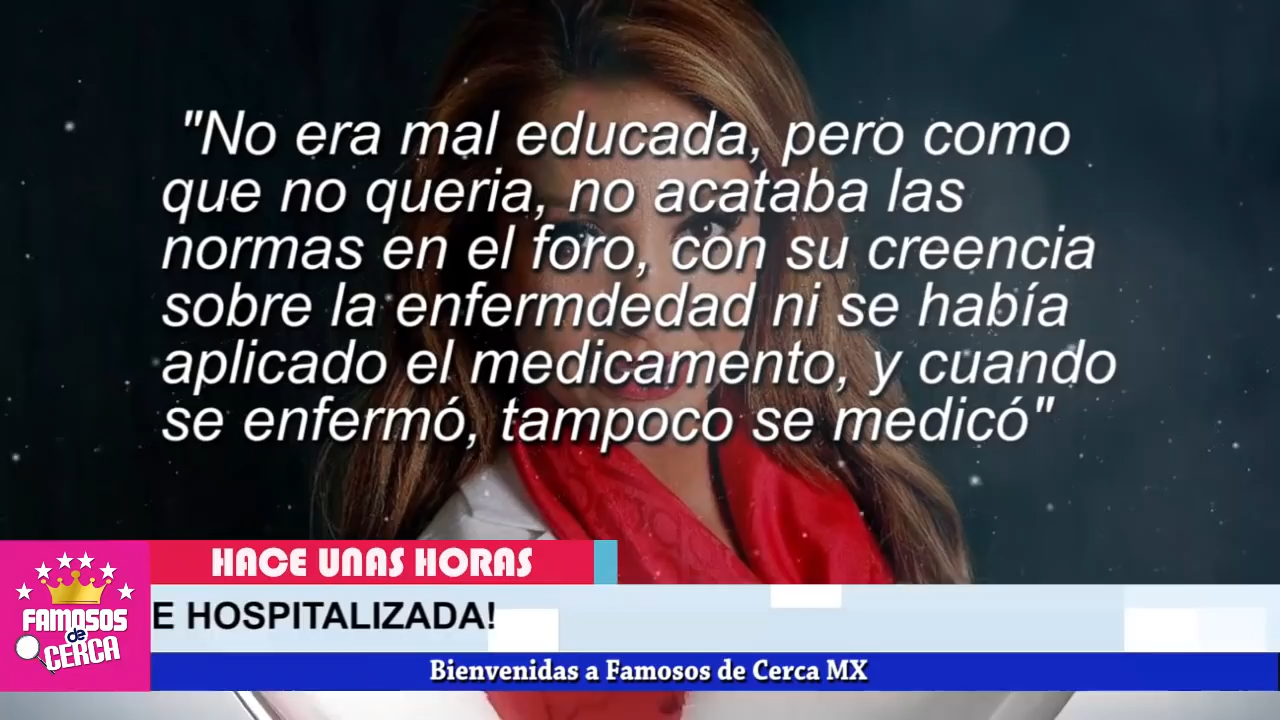 "No era mal educada, pero como
que no queria, no acataba las
normas en el foro, con su creencia
sobre la enfermdedad ni se había
aplicado el medicamento, y cuando
se enfermó, tampoco se medicó"
HACE UNAS HORAS
E HOSPITALIZADA!
FAMOSOS
de
CERCA
Bienvenidas a Famosos de Cerca MX